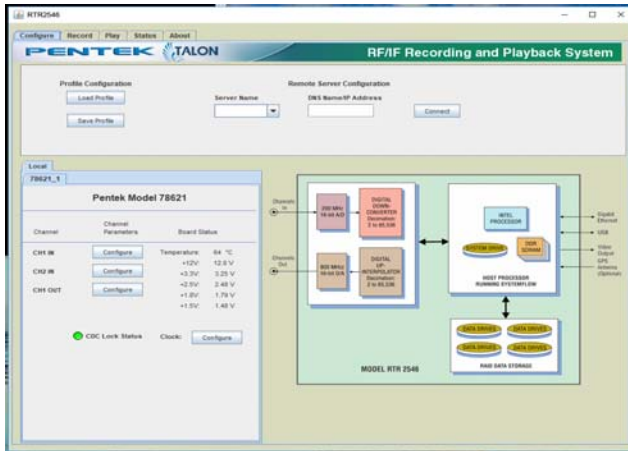 RTR2546
Configure Record Play Status About
PENTEK TALON RF/IF Recording and Playback System
Profile Configuration
Load Profile
Save Profile
Remote Server Configuration
Server Name DNS Name/IP Address
Connect
Local
78621_1
Pentek Model 78621
Channel
Channel
Parameters
Board Status
CH1 IN Configure Temperature: 64 °C
+12V: 12.0 V
CH2 IN Configure +3.3V: 3.25 V
+2.5V: 2.48 V
CH1 OUT Configure +1.8V: 1.79 V
+1.5V: 1.48 V
CDC Lock Status Clock: Configure
Channels
In
200 MHz
16-bit A/D
DIGITAL
DOWN-
CONVERTER
Decimation:
2 to 65,536
Channels
Out
800 MHz
16-bit D/A
DIGITAL
UP-
INTERPOLATOR
Decimation:
2 to 65,536
INTEL
PROCESSOR
SYSTEM DRIVE
DDR
SDRAM
HOST PROCESSOR
RUNNING SYSTEMFLOW
Gigabit
Ethernet
USB
Video
Output
GPS
Antenna
(Optional)
DATA DRIVES DATA DRIVES
DATA DRIVES DATA DRIVES
RAID DATA STORAGE
MODEL RTR 2546